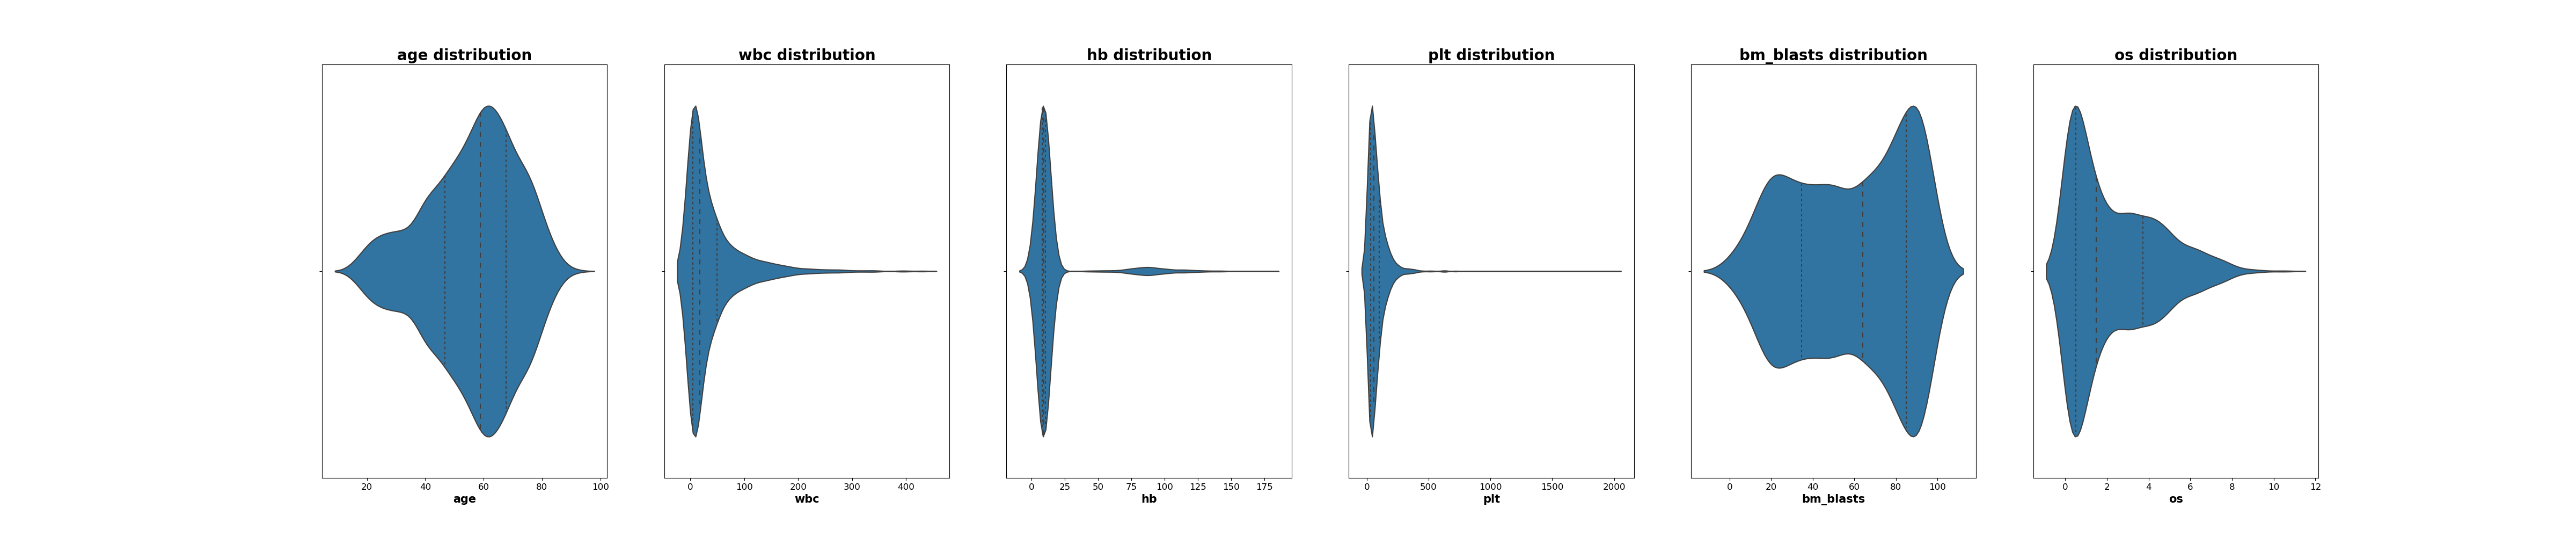 age distribution
wbc distribution
hb distribution
plt distribution
bm_blasts distribution
os distribution
20 40 60 80 100
0 100 200 300 400
0 25 50 75 100 125 150 175
0 500 1000 1500 2000
0 20 40 60 80 100
0 2 4 6 8 10 12
age
wbc
hb
plt
bm_blasts
os